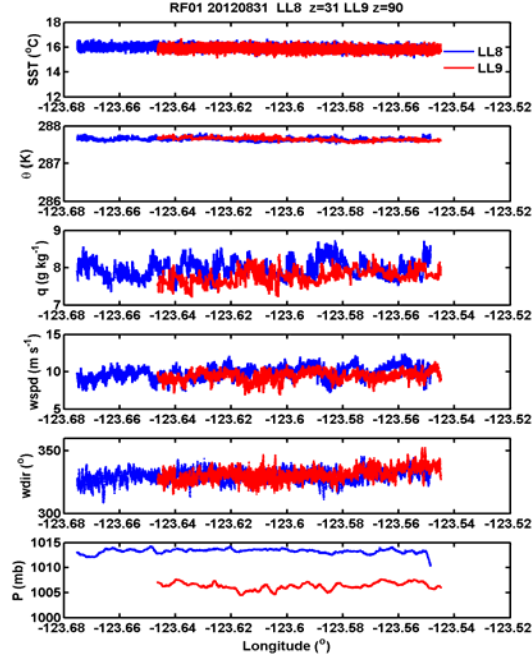 RF01 20120831 LL8 z=31 LL9 z=90
SST (°C)
18
16
14
12
LL8
LL9
-123.68 -123.66 -123.64 -123.62 -123.6 -123.58 -123.56 -123.54 -123.52
θ (K)
288
287
286
-123.68 -123.66 -123.64 -123.62 -123.6 -123.58 -123.56 -123.54 -123.52
q (g kg⁻¹)
9
8
7
-123.68 -123.66 -123.64 -123.62 -123.6 -123.58 -123.56 -123.54 -123.52
wspd (m s⁻¹)
15
10
5
-123.68 -123.66 -123.64 -123.62 -123.6 -123.58 -123.56 -123.54 -123.52
wdir (°)
350
300
-123.68 -123.66 -123.64 -123.62 -123.6 -123.58 -123.56 -123.54 -123.52
P (mb)
1015
1010
1005
1000
-123.68 -123.66 -123.64 -123.62 -123.6 -123.58 -123.56 -123.54 -123.52
Longitude (°)